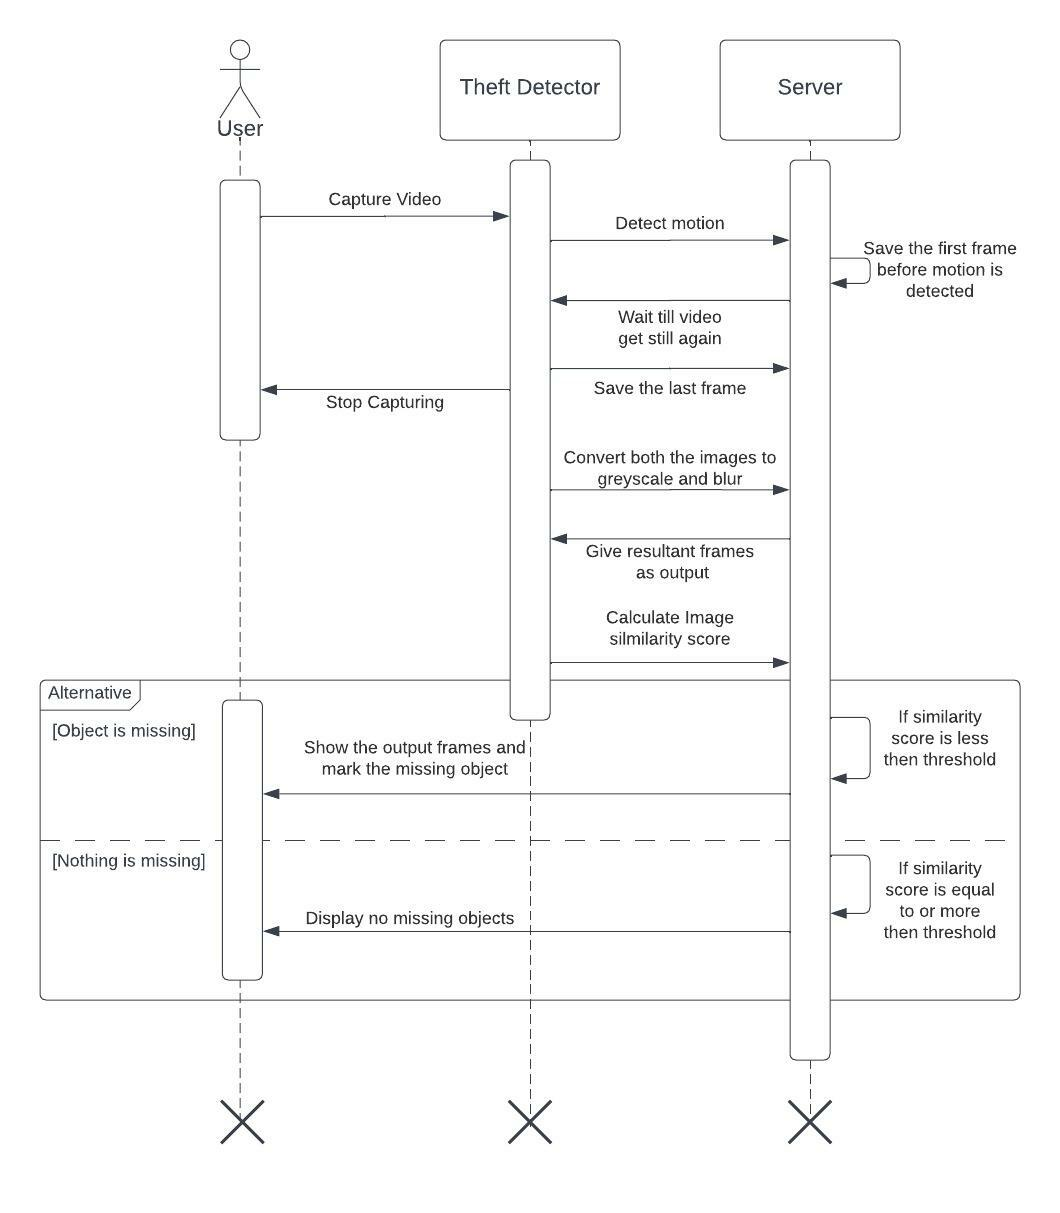 User
Theft Detector
Server
Capture Video
Detect motion
Save the first frame
before motion is
detected
Wait till video
get still again
Save the last frame
Stop Capturing
Convert both the images to
greyscale and blur
Give resultant frames
as output
Calculate Image
silmilarity score
Alternative
[Object is missing]
If similarity
score is less
then threshold
Show the output frames and
mark the missing object
[Nothing is missing]
If similarity
score is equal
to or more
then threshold
Display no missing objects